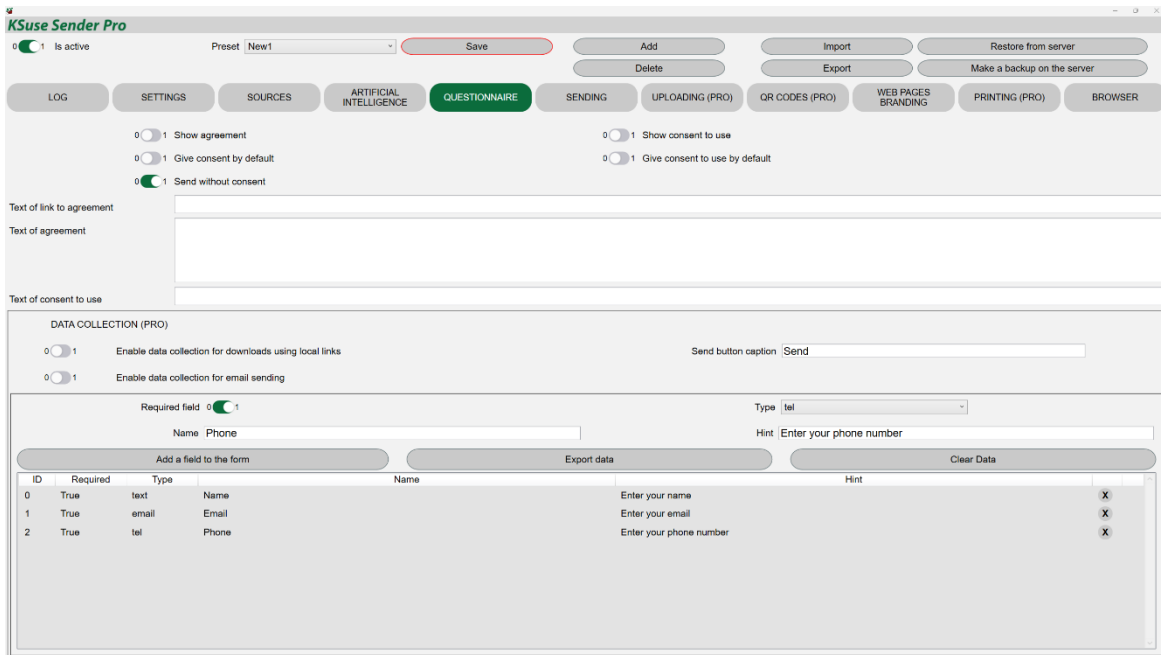 KSuse Sender Pro
0 1 Is active Preset New1 Save Add Import Restore from server
Delete Export Make a backup on the server
LOG SETTINGS SOURCES ARTIFICIAL INTELLIGENCE QUESTIONNAIRE SENDING UPLOADING (PRO) QR CODES (PRO) WEB PAGES BRANDING PRINTING (PRO) BROWSER
0 1 Show agreement 0 1 Show consent to use
0 1 Give consent by default 0 1 Give consent to use by default
0 1 Send without consent
Text of link to agreement
Text of agreement
Text of consent to use
DATA COLLECTION (PRO)
0 1 Enable data collection for downloads using local links Send button caption Send
0 1 Enable data collection for email sending
Required field 0 1 Type tel
Name Phone Hint Enter your phone number
Add a field to the form Export data Clear Data
ID Required Type Name Hint
0 True text Name Enter your name X
1 True email Email Enter your email X
2 True tel Phone Enter your phone number X